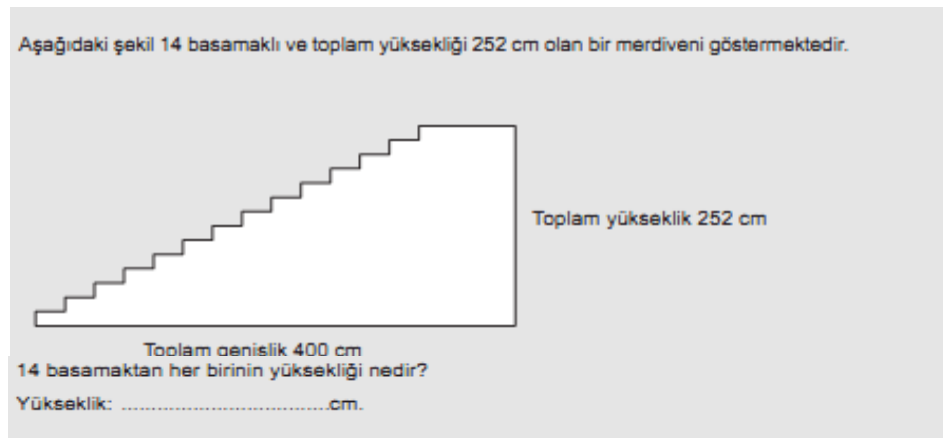 Aşağıdaki şekil 14 basamaklı ve toplam yüksekliği 252 cm olan bir merdiveni göstermektedir.
Toplam yükseklik 252 cm
Toplam genişlik 400 cm
14 basamaktan her birinin yüksekliği nedir?
Yükseklik: ....................................cm.